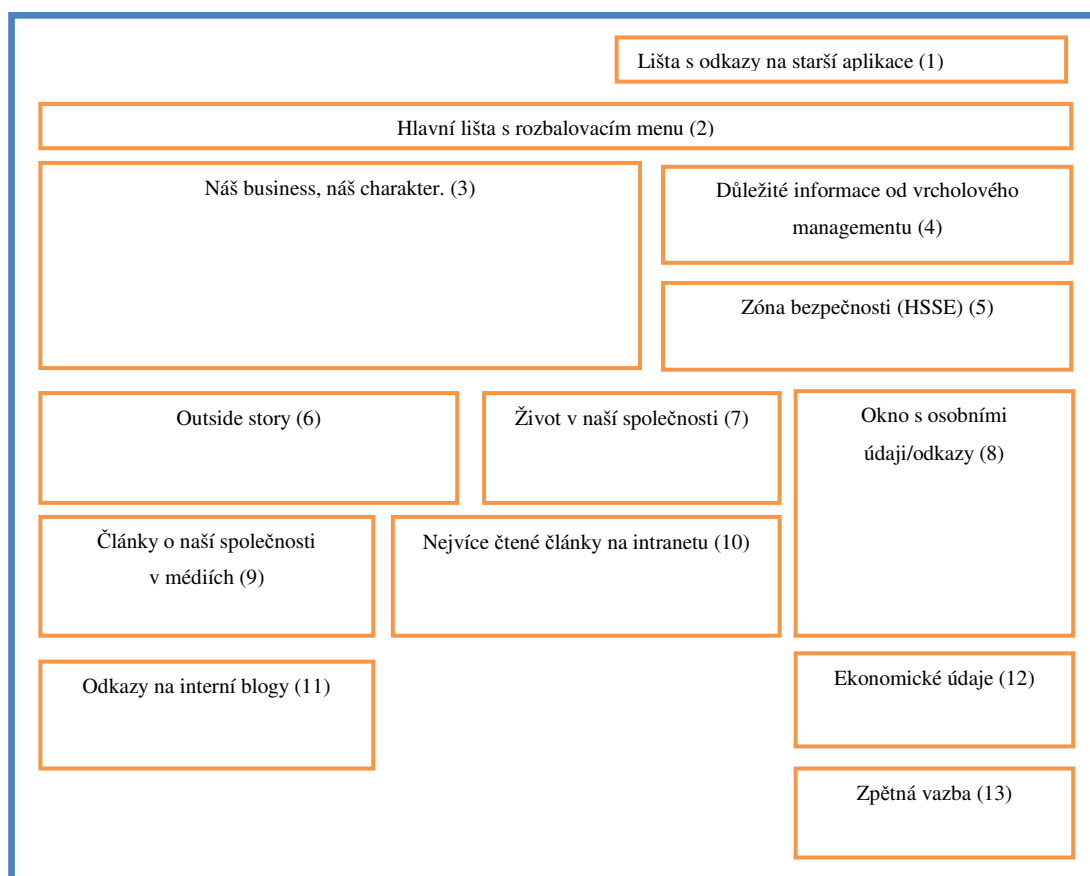 Lišta s odkazy na starší aplikace (1)
Hlavní lišta s rozbalovacím menu (2)
Náš business, náš charakter. (3)
Důležité informace od vrcholového
managementu (4)
Zóna bezpečnosti (HSSE) (5)
Outside story (6)
Život v naší společnosti (7)
Okno s osobními
údaji/odkazy (8)
Články o naší společnosti
v médiích (9)
Nejvíce čtené články na intranetu (10)
Odkazy na interní blogy (11)
Ekonomické údaje (12)
Zpětná vazba (13)